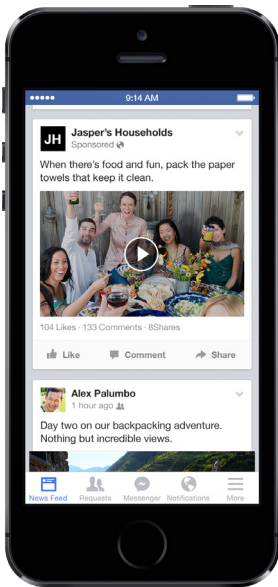 9:14 AM
JH
Jasper's Households
Sponsored
When there's food and fun, pack the paper
towels that keep it clean.
104 Likes · 133 Comments · 8Shares
Like Comment Share
Alex Palumbo
1 hour ago
Day two on our backpacking adventure.
Nothing but incredible views.
News Feed Requests Messenger Notifications More